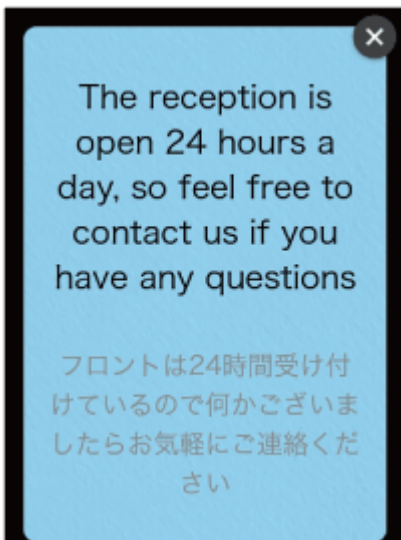 The reception is
open 24 hours a
day, so feel free to
contact us if you
have any questions
フロントは24時間受け付
けているので何かございま
したらお気軽にご連絡くだ
さい